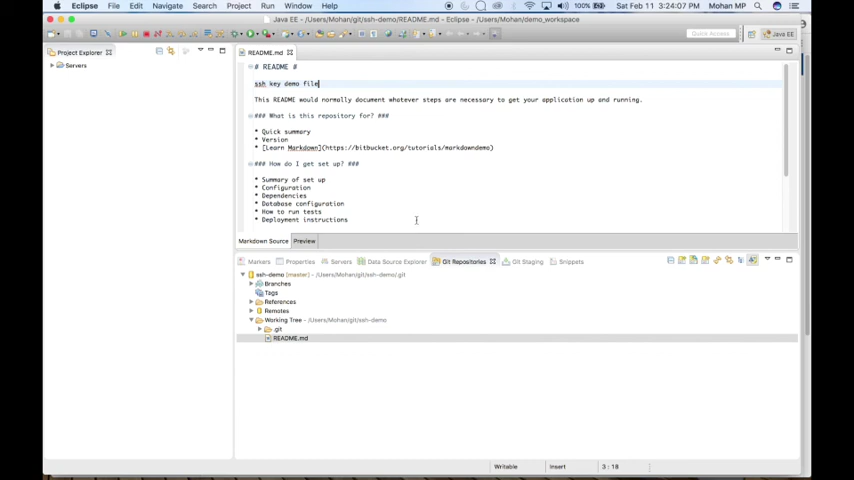 Eclipse File Edit Navigate Search Project Run Window Help 100% Sat Feb 11 3:24:07 PM Mohan MP
Java EE - /Users/Mohan/git/ssh-demo/README.md - Eclipse - /Users/Mohan/demo_workspace
Quick Access Java EE
Project Explorer
Servers
README.md
# README #
ssh key demo file
This README would normally document whatever steps are necessary to get your application up and running.
### What is this repository for? ###
* Quick summary
* Version
* [Learn Markdown](https://bitbucket.org/tutorials/markdowndemo)
### How do I get set up? ###
* Summary of set up
* Configuration
* Dependencies
* Database configuration
* How to run tests
* Deployment instructions
Markdown Source Preview
Markers Properties Servers Data Source Explorer Git Repositories Git Staging Snippets
ssh-demo [master] - /Users/Mohan/git/ssh-demo/.git
Branches
Tags
References
Remotes
Working Tree - /Users/Mohan/git/ssh-demo
.git
README.md
Writable Insert 3 : 18